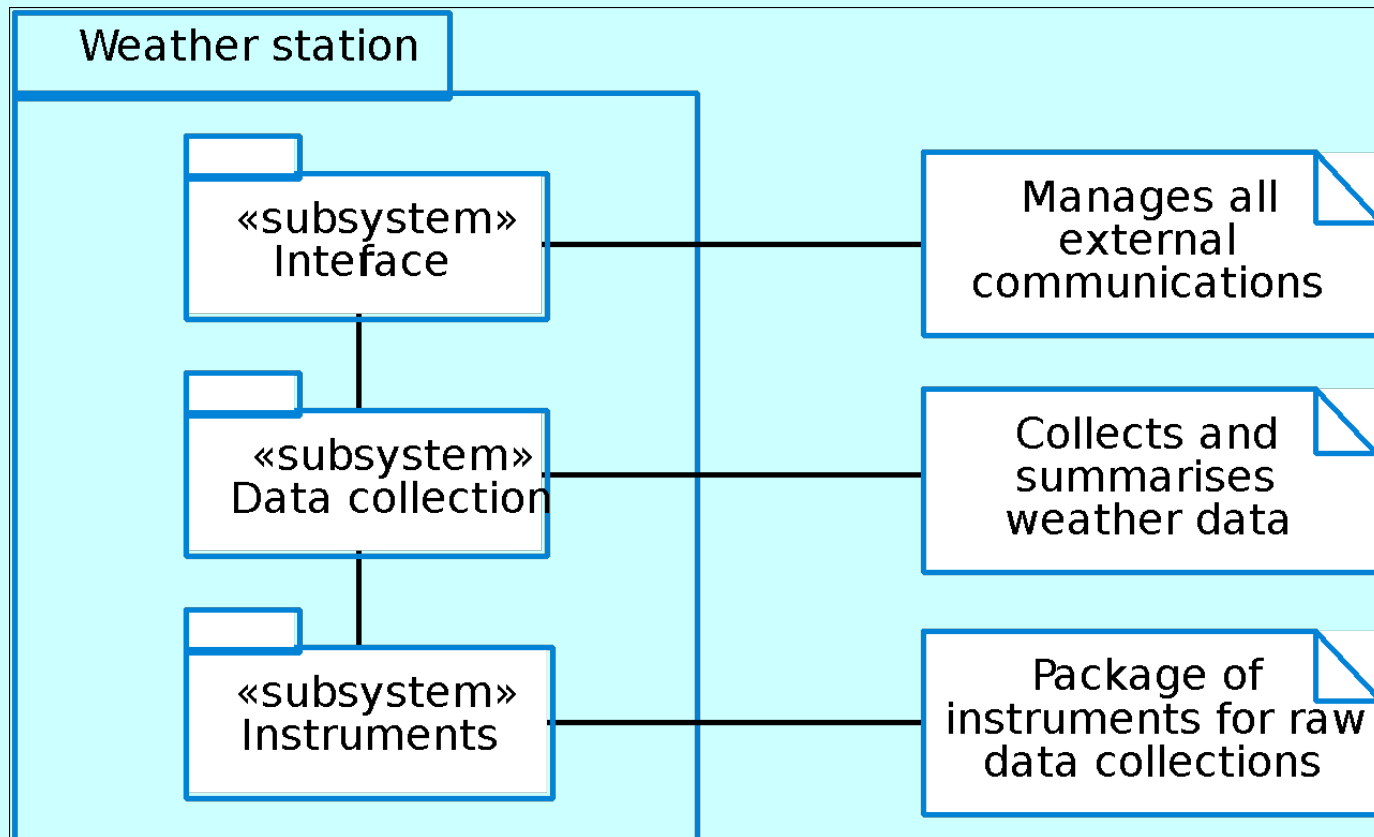 Weather station
«subsystem»
Inteface
Manages all
external
communications
«subsystem»
Data collection
Collects and
summarises
weather data
«subsystem»
Instruments
Package of
instruments for raw
data collections